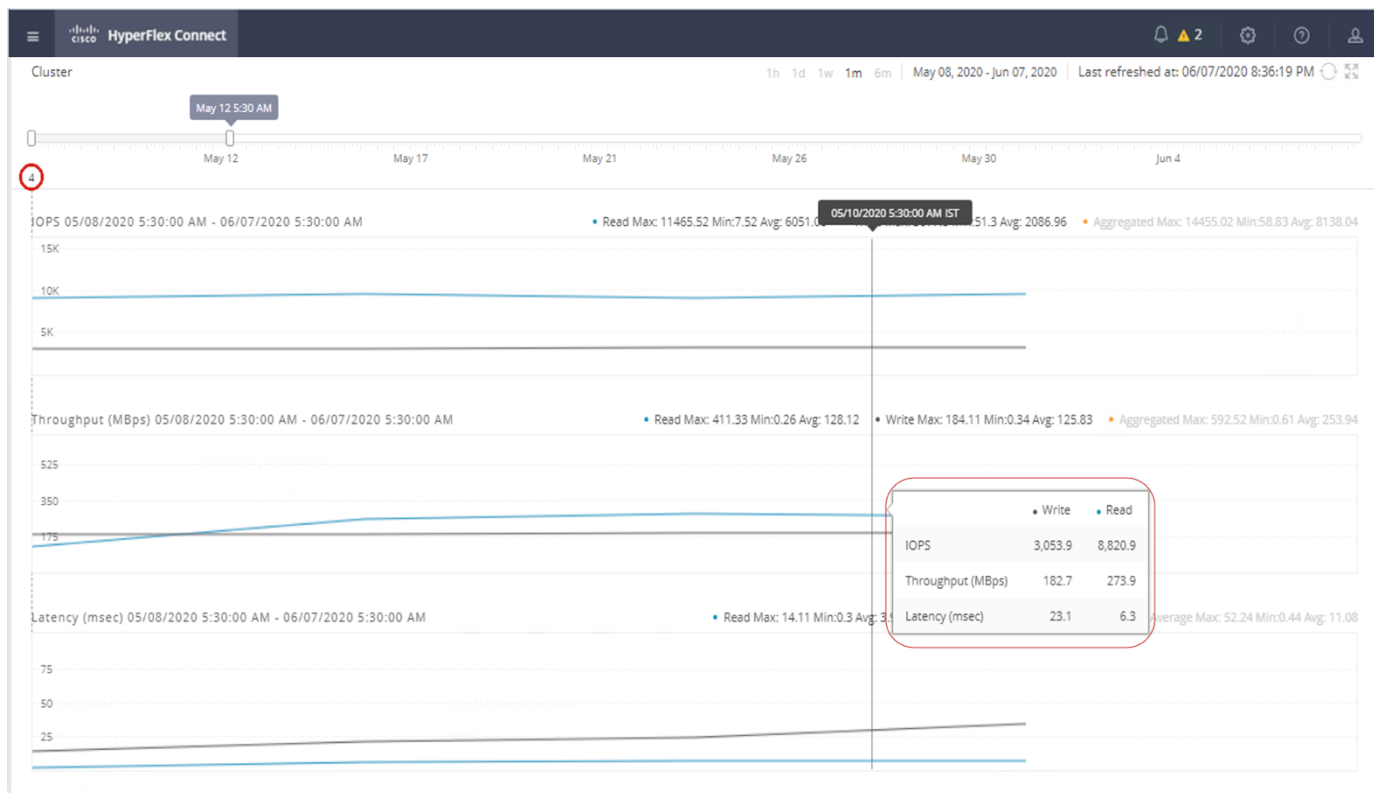 cisco HyperFlex Connect 2
Cluster 1h 1d 1w 1m 6m May 08, 2020 - Jun 07, 2020 Last refreshed at: 06/07/2020 8:36:19 PM
May 12 5:30 AM
May 12 May 17 May 21 May 26 May 30 Jun 4
4
05/10/2020 5:30:00 AM IST
IOPS 05/08/2020 5:30:00 AM - 06/07/2020 5:30:00 AM • Read Max: 11465.52 Min:7.52 Avg: 51.3 Avg: 2086.96 • Aggregated Max: 14455.02 Min:58.83 Avg: 8138.04
15K
10K
5K
Throughput (MBps) 05/08/2020 5:30:00 AM - 06/07/2020 5:30:00 AM • Read Max: 411.33 Min:0.26 Avg: 128.12 • Write Max: 184.11 Min:0.34 Avg: 125.83 • Aggregated Max: 592.52 Min:0.61 Avg: 253.94
525
350
175
• Write • Read
IOPS 3,053.9 8,820.9
Throughput (MBps) 182.7 273.9
Latency (msec) 23.1 6.3
Latency (msec) 05/08/2020 5:30:00 AM - 06/07/2020 5:30:00 AM • Read Max: 14.11 Min:0.3 Avg: Average Max: 52.24 Min:0.44 Avg: 11.08
75
50
25